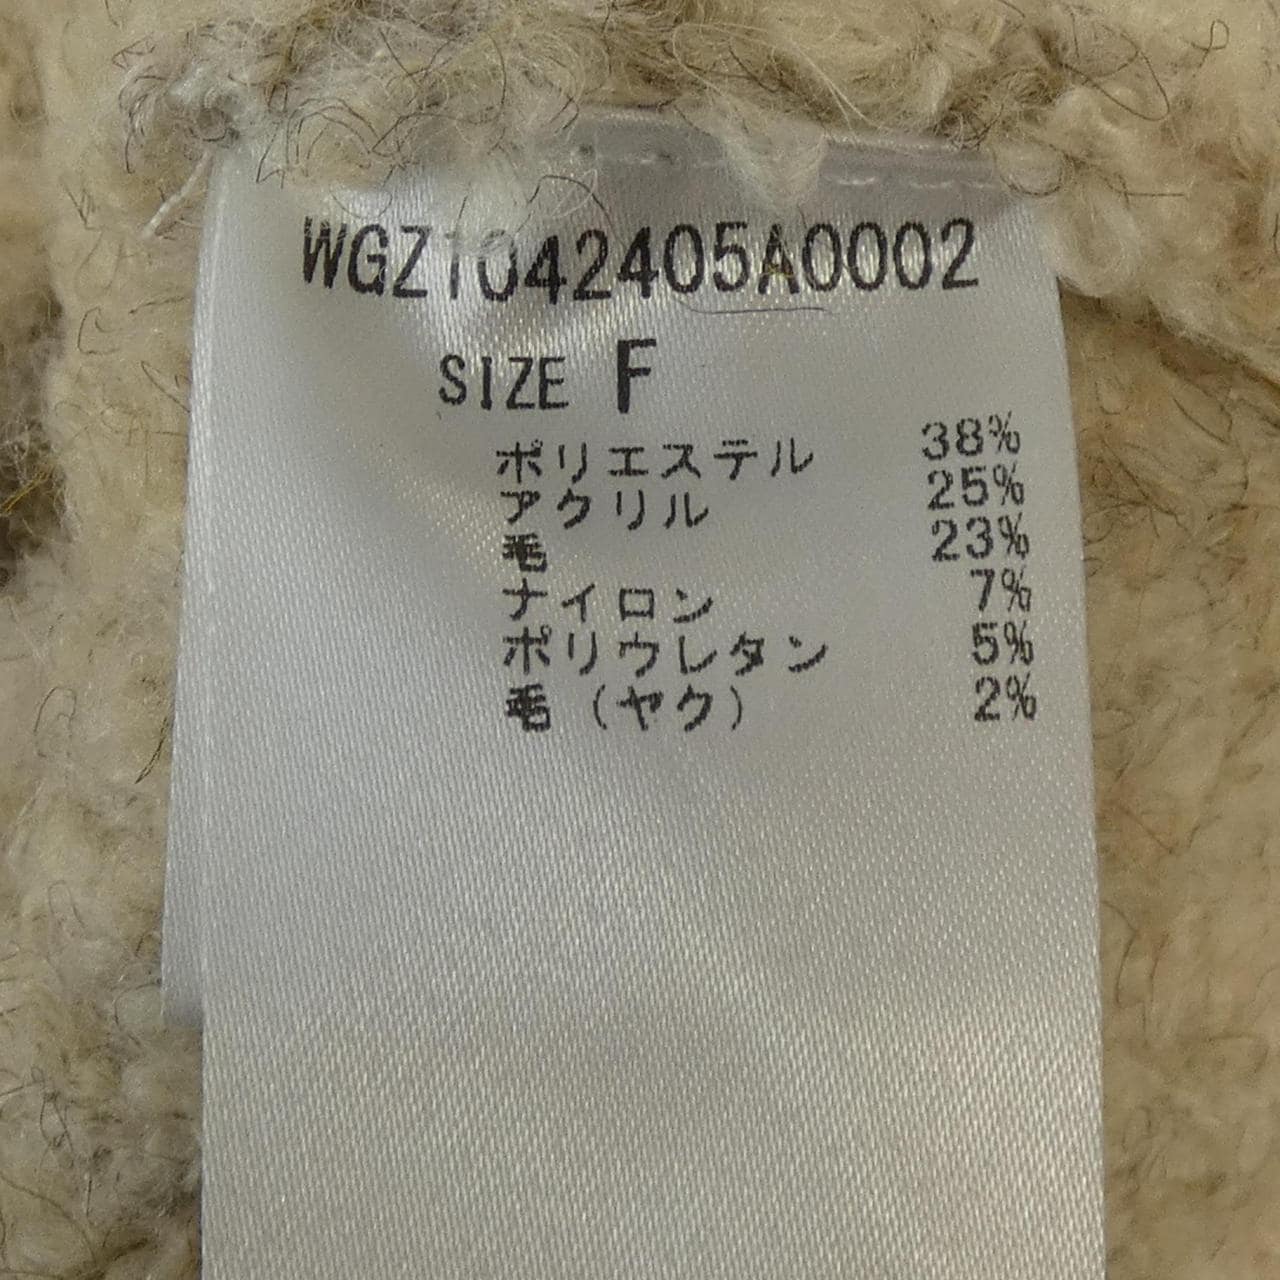 WGZ1042405A0002
SIZE F
ポリエステル 38%
アクリル 25%
毛 23%
ナイロン 7%
ポリウレタン 5%
毛(ヤク) 2%